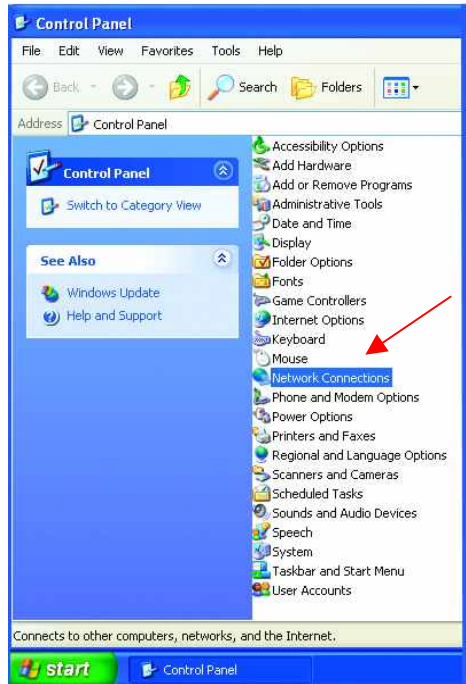 Control Panel
File Edit View Favorites Tools Help
Back Search Folders
Address Control Panel
Control Panel
Switch to Category View
See Also
Windows Update
Help and Support
Accessibility Options
Add Hardware
Add or Remove Programs
Administrative Tools
Date and Time
Display
Folder Options
Fonts
Game Controllers
Internet Options
Keyboard
Mouse
Network Connections
Phone and Modem Options
Power Options
Printers and Faxes
Regional and Language Options
Scanners and Cameras
Scheduled Tasks
Sounds and Audio Devices
Speech
System
Taskbar and Start Menu
User Accounts
Connects to other computers, networks, and the Internet.
start Control Panel